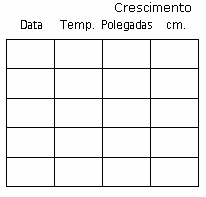 Crescimento
Data Temp. Polegadas cm.